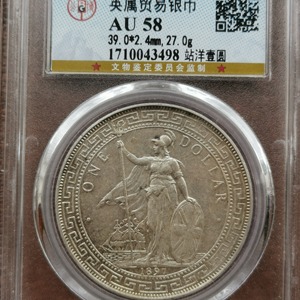 英属贸易银币
AU 58
39.0*2.4mm,27.0g
1710043498 站洋壹圆
★ 文物鉴定委员会监制 ★
ONE DOLLAR
1897